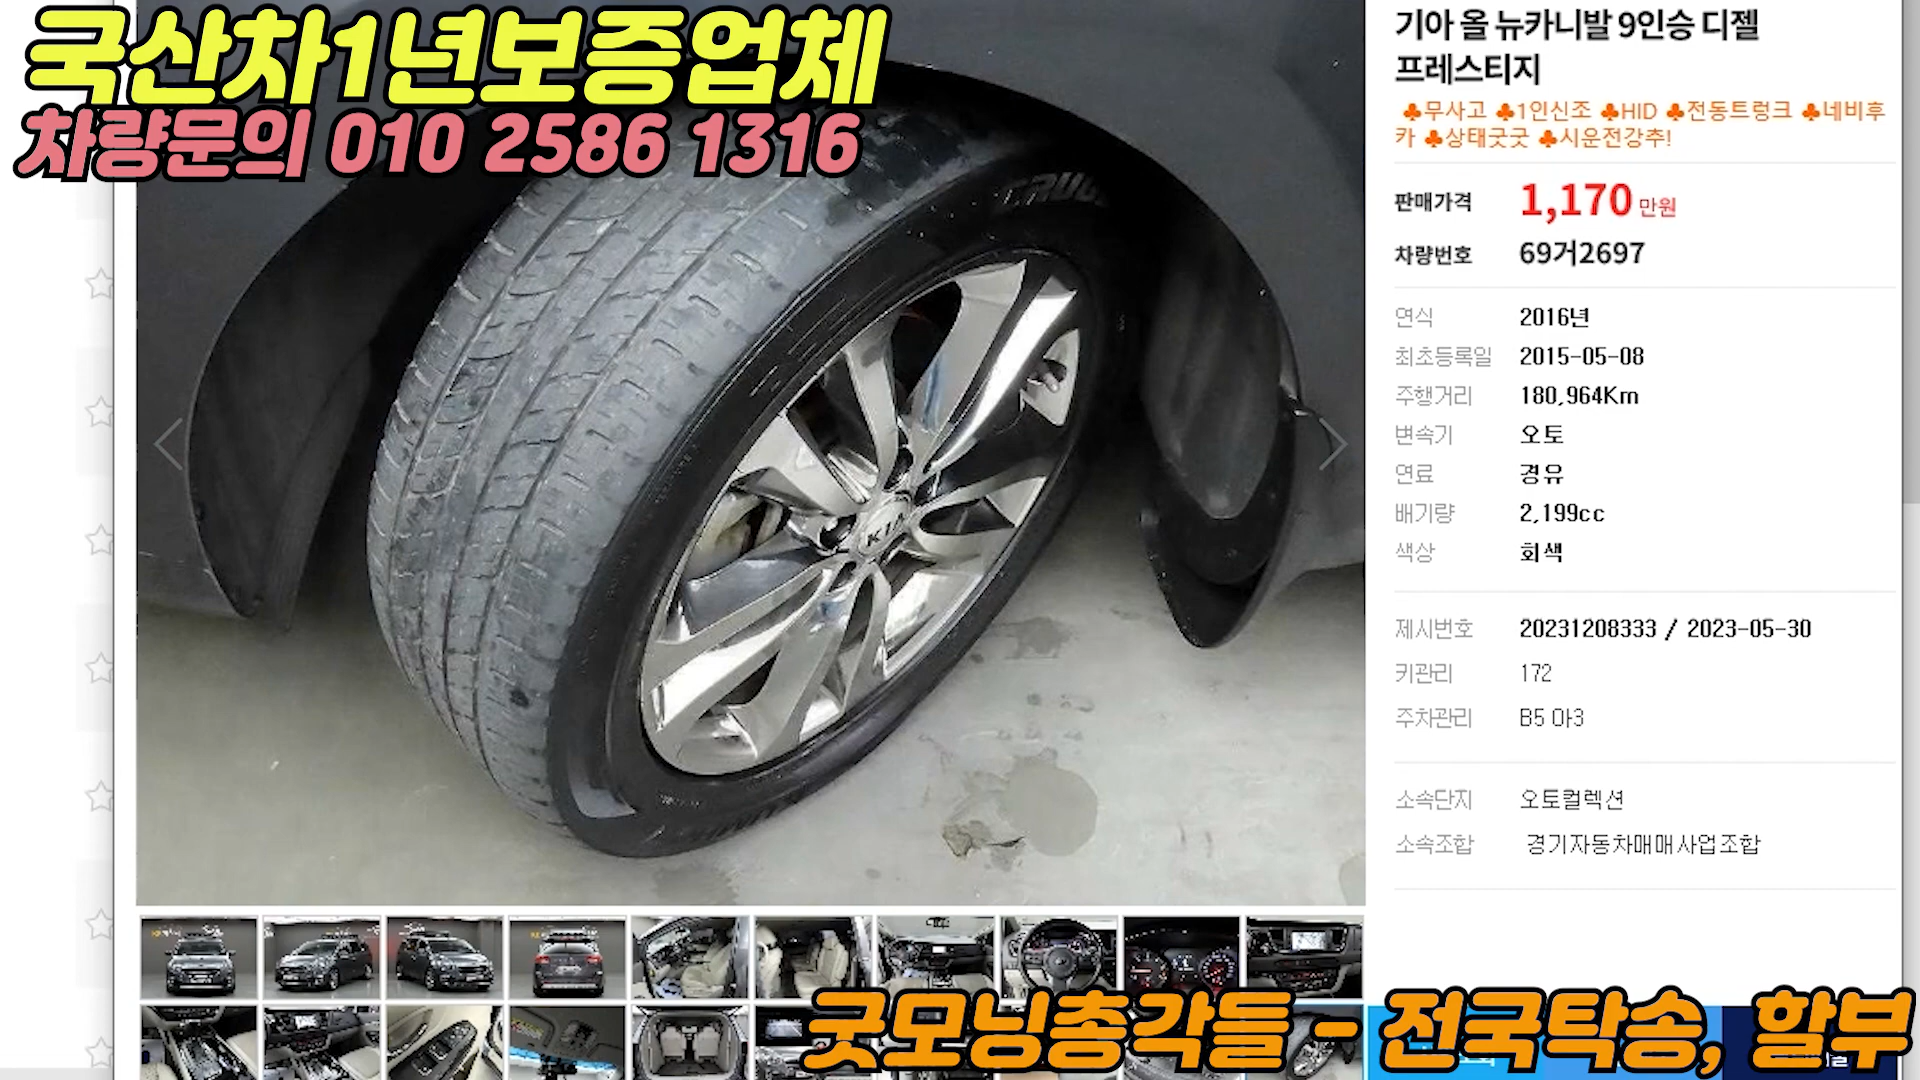 국산차1년보증업체
차량문의 010 2586 1316
기아 올 뉴카니발 9인승 디젤
프레스티지
♣무사고 ♣1인신조 ♣HID ♣전동트렁크 ♣네비후
카 ♣상태굿굿 ♣시운전강추!
판매가격 1,170 만원
차량번호 69거2697
연식 2016년
최초등록일 2015-05-08
주행거리 180,964Km
변속기 오토
연료 경유
배기량 2,199cc
색상 회색
제시번호 20231208333 / 2023-05-30
키관리 172
주차관리 B5 마3
소속단지 오토컬렉션
소속조합 경기자동차매매사업조합
KIA
굿모닝총각들 - 전국탁송, 할부